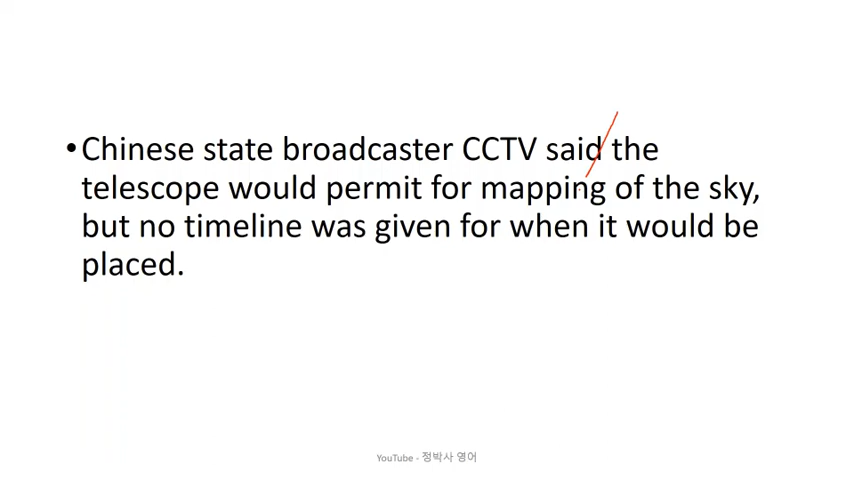 •Chinese state broadcaster CCTV said the
telescope would permit for mapping of the sky,
but no timeline was given for when it would be
placed.
YouTube - 정박사 영어